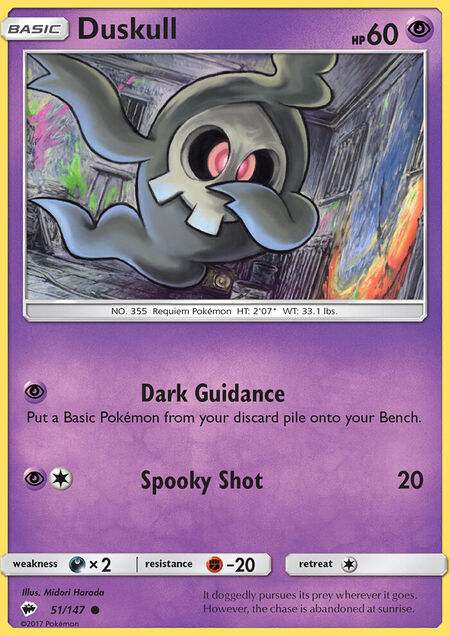 BASIC Duskull HP60
NO. 355 Requiem Pokémon HT: 2'07" WT: 33.1 lbs.
Dark Guidance
Put a Basic Pokémon from your discard pile onto your Bench.
Spooky Shot 20
weakness ×2 resistance -20 retreat
Illus. Midori Harada
51/147
©2017 Pokémon
It doggedly pursues its prey wherever it goes.
However, the chase is abandoned at sunrise.